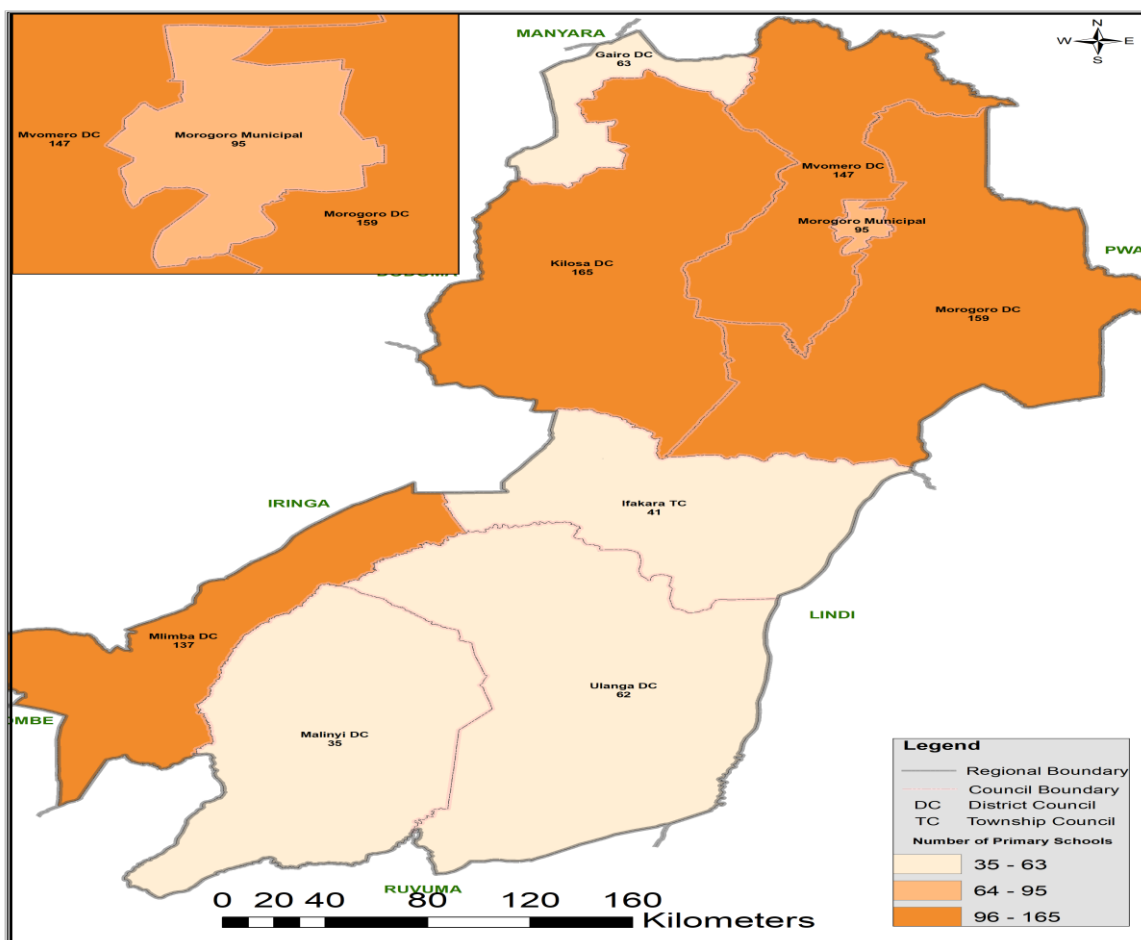 MANYARA
N
W E
S
Gairo DC
63
Mvomero DC
147
Morogoro Municipal
95
Morogoro DC
159
Mvomero DC
147
Morogoro Municipal
95
PWA
Kilosa DC
165
Morogoro DC
159
IRINGA
Ifakara TC
41
LINDI
Mlimba DC
137
Ulanga DC
62
OMBE
Malinyi DC
35
RUVUMA
0 20 40 80 120 160
Kilometers
Legend
Regional Boundary
Council Boundary
DC District Council
TC Township Council
Number of Primary Schools
35 - 63
64 - 95
96 - 165